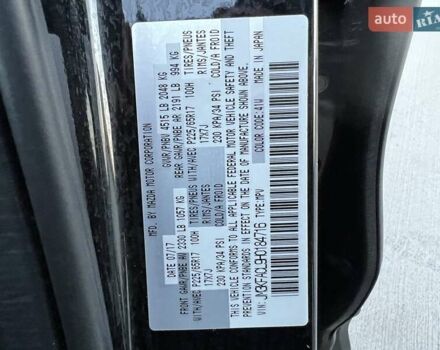 AUTO RIA.com
MFD. BY MAZDA MOTOR CORPORATION
DATE: 07/17 GVWR/PNBV 4515 LB 2048 KG
FRONT GAWR/PNBE AV 2330 LB 1057 KG REAR GAWR/PNBE AR 2191 LB 994 KG
WITH/AVEC P225/65R17 100H TIRES/PNEUS WITH/AVEC P225/65R17 100H TIRES/PNEUS
17X7J RIMS/JANTES 17X7J RIMS/JANTES
230 KPA/34 PSI COLD/A FROID 230 KPA/34 PSI COLD/A FROID
THIS VEHICLE CONFORMS TO ALL APPLICABLE FEDERAL MOTOR VEHICLE SAFETY AND THEFT
PREVENTION STANDARDS IN EFFECT ON THE DATE OF MANUFACTURE SHOWN ABOVE.
COLOR CODE: 41W MADE IN JAPAN
VIN: TYPE: MPV